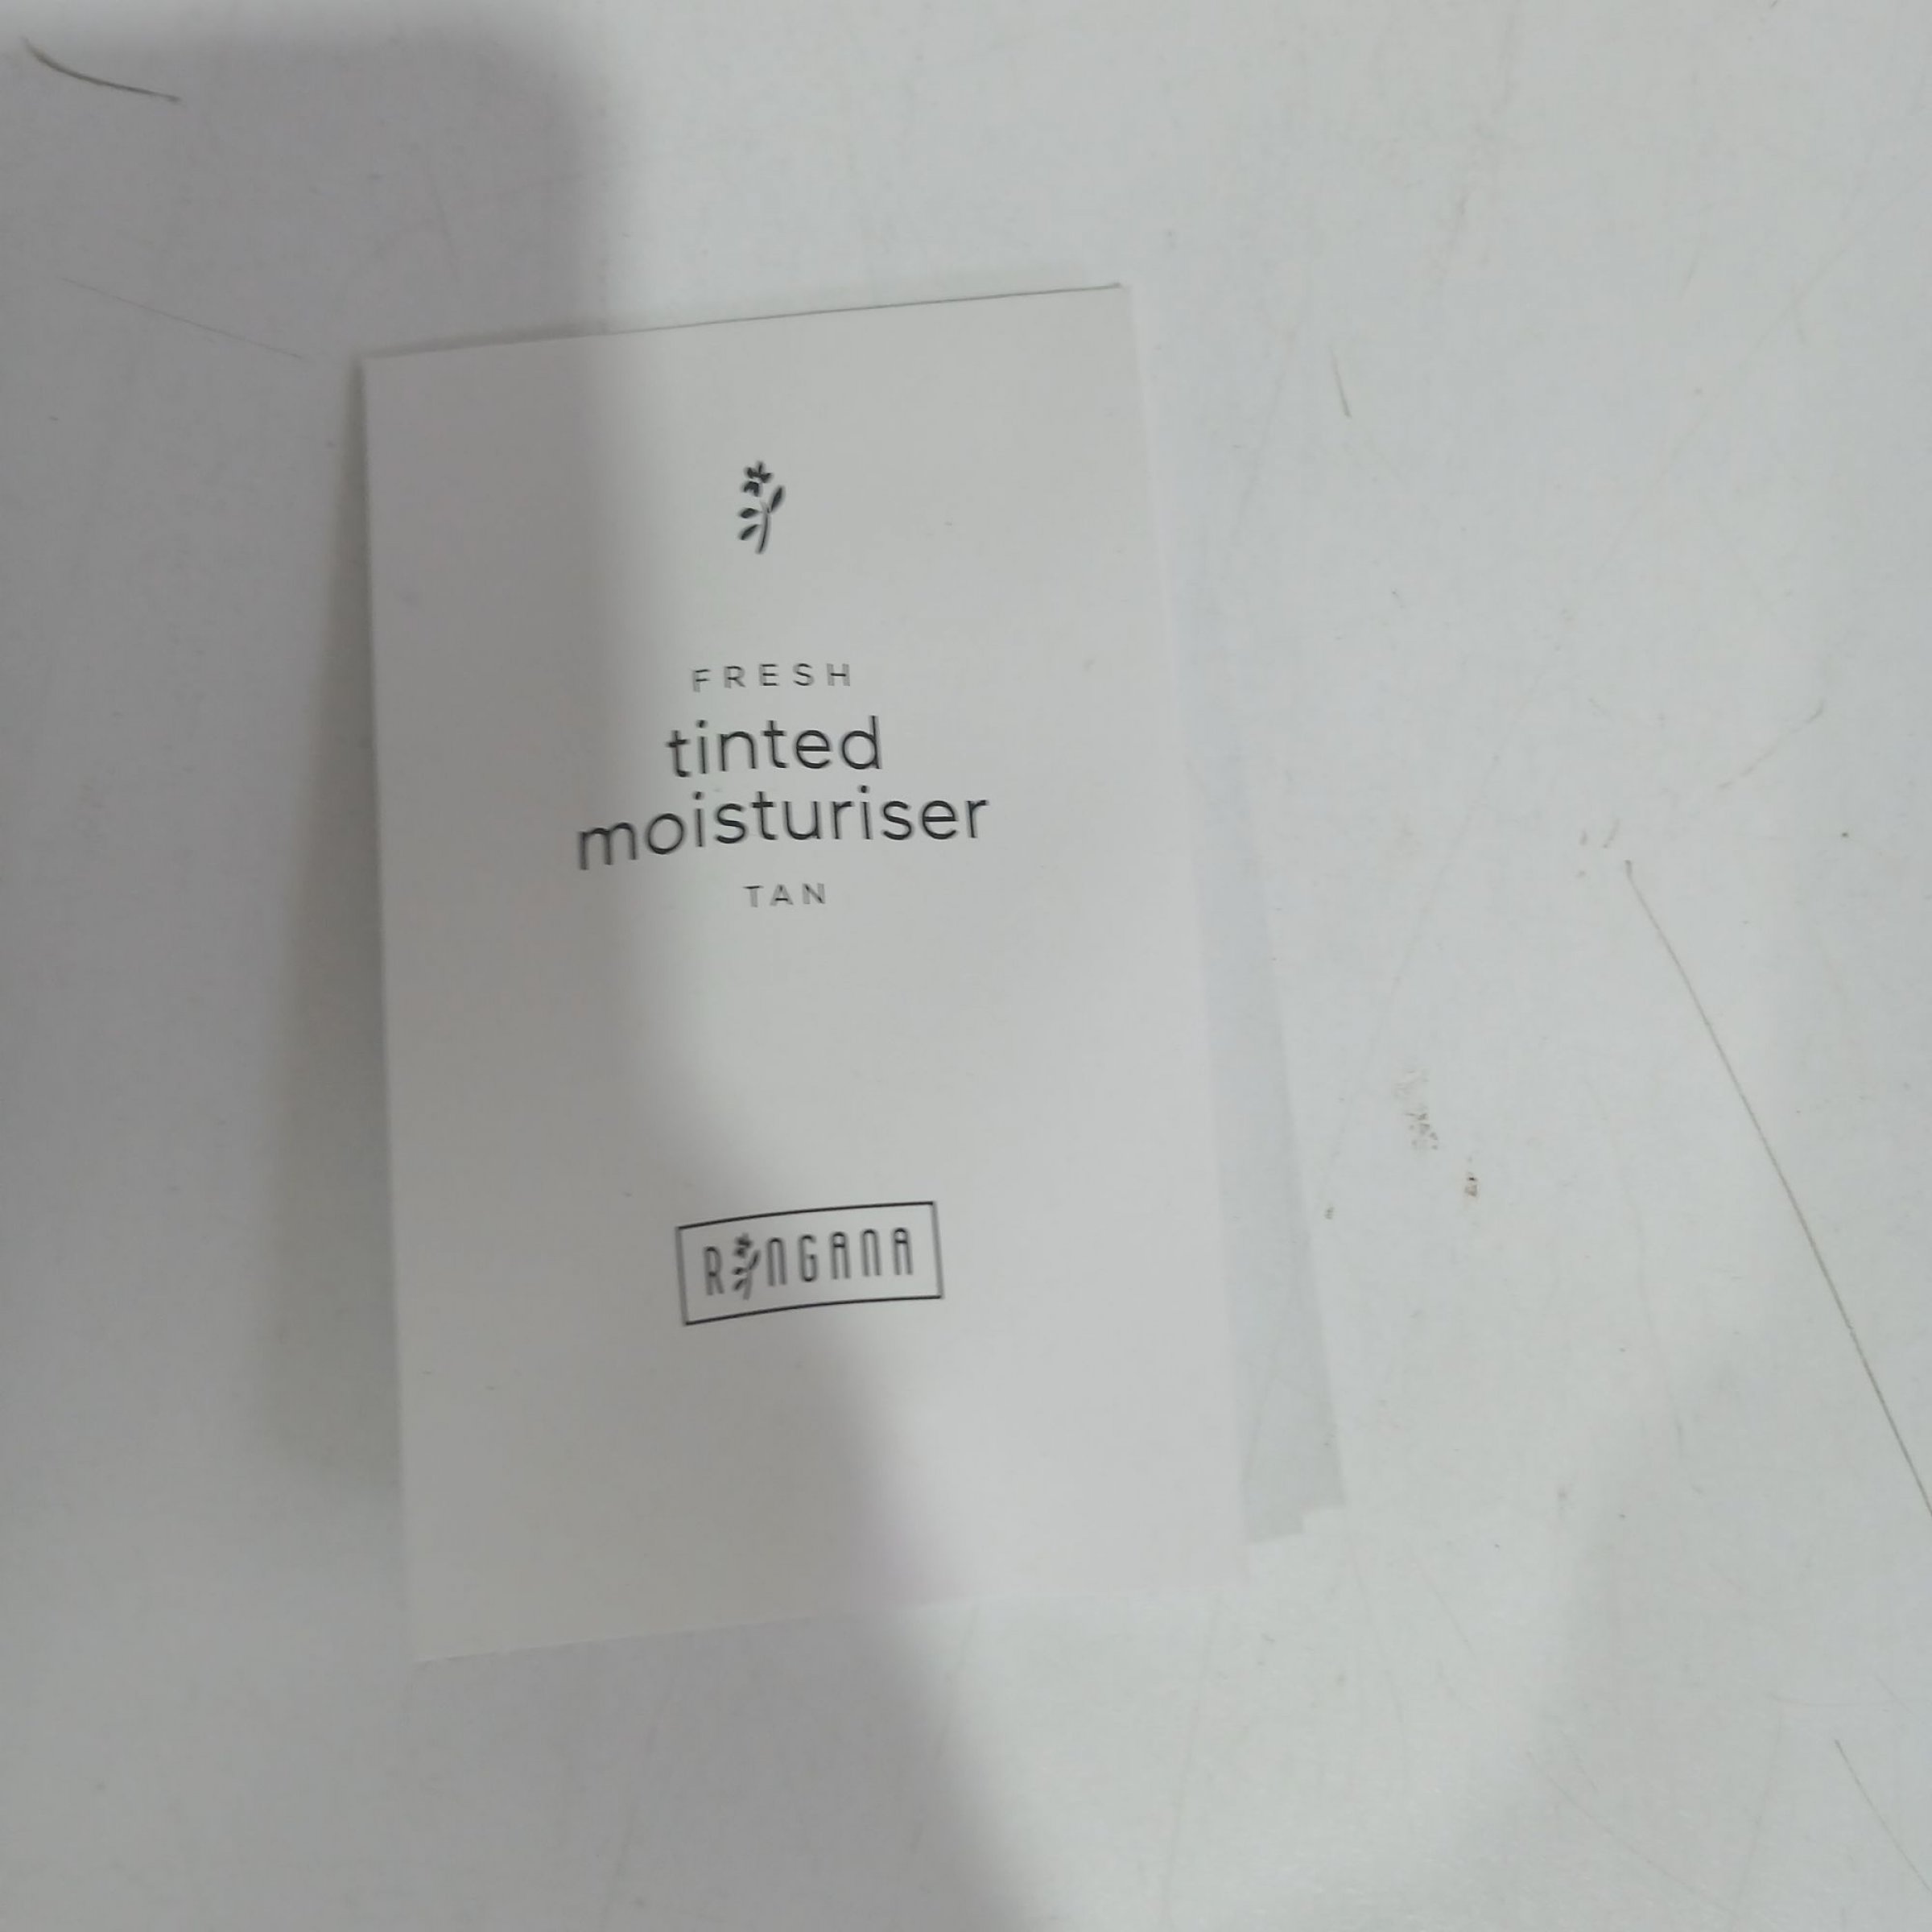 FRESH
tinted
moisturiser
TAN
RINGANA